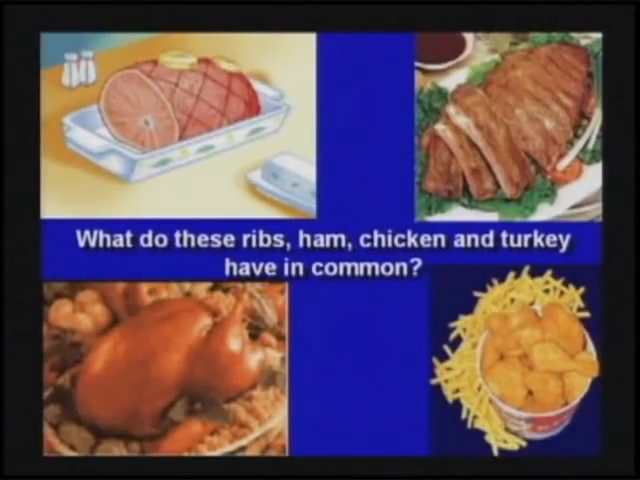 What do these ribs, ham, chicken and turkey
have in common?